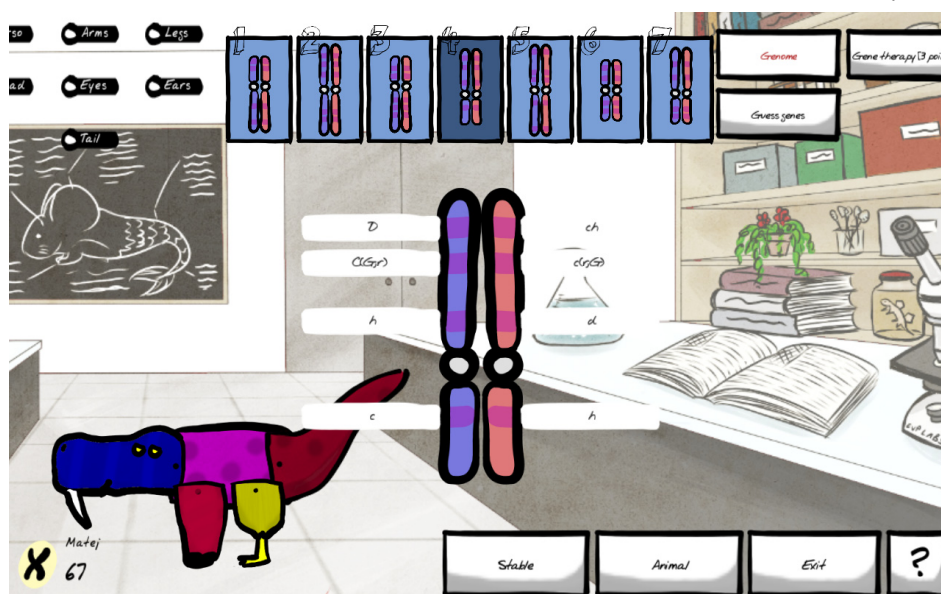 rso
Arms
Legs
1
2
3
4
5
6
7
Genome
Gene therapy [3 poi
ad
Eyes
Ears
Guess genes
Tail
D
ch
C(G,r)
c(r,G)
h
d
c
h
Matej
67
Stable
Animal
Exit
?